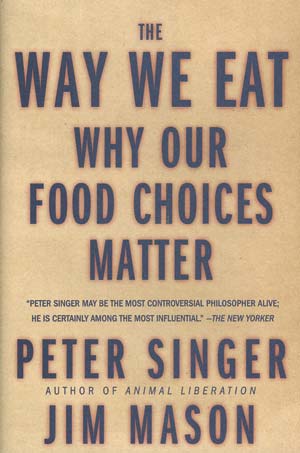 THE
WAY WE EAT
WHY OUR
FOOD CHOICES
MATTER
"PETER SINGER MAY BE THE MOST CONTROVERSIAL PHILOSOPHER ALIVE;
HE IS CERTAINLY AMONG THE MOST INFLUENTIAL." —THE NEW YORKER
PETER SINGER
AUTHOR OF ANIMAL LIBERATION
JIM MASON